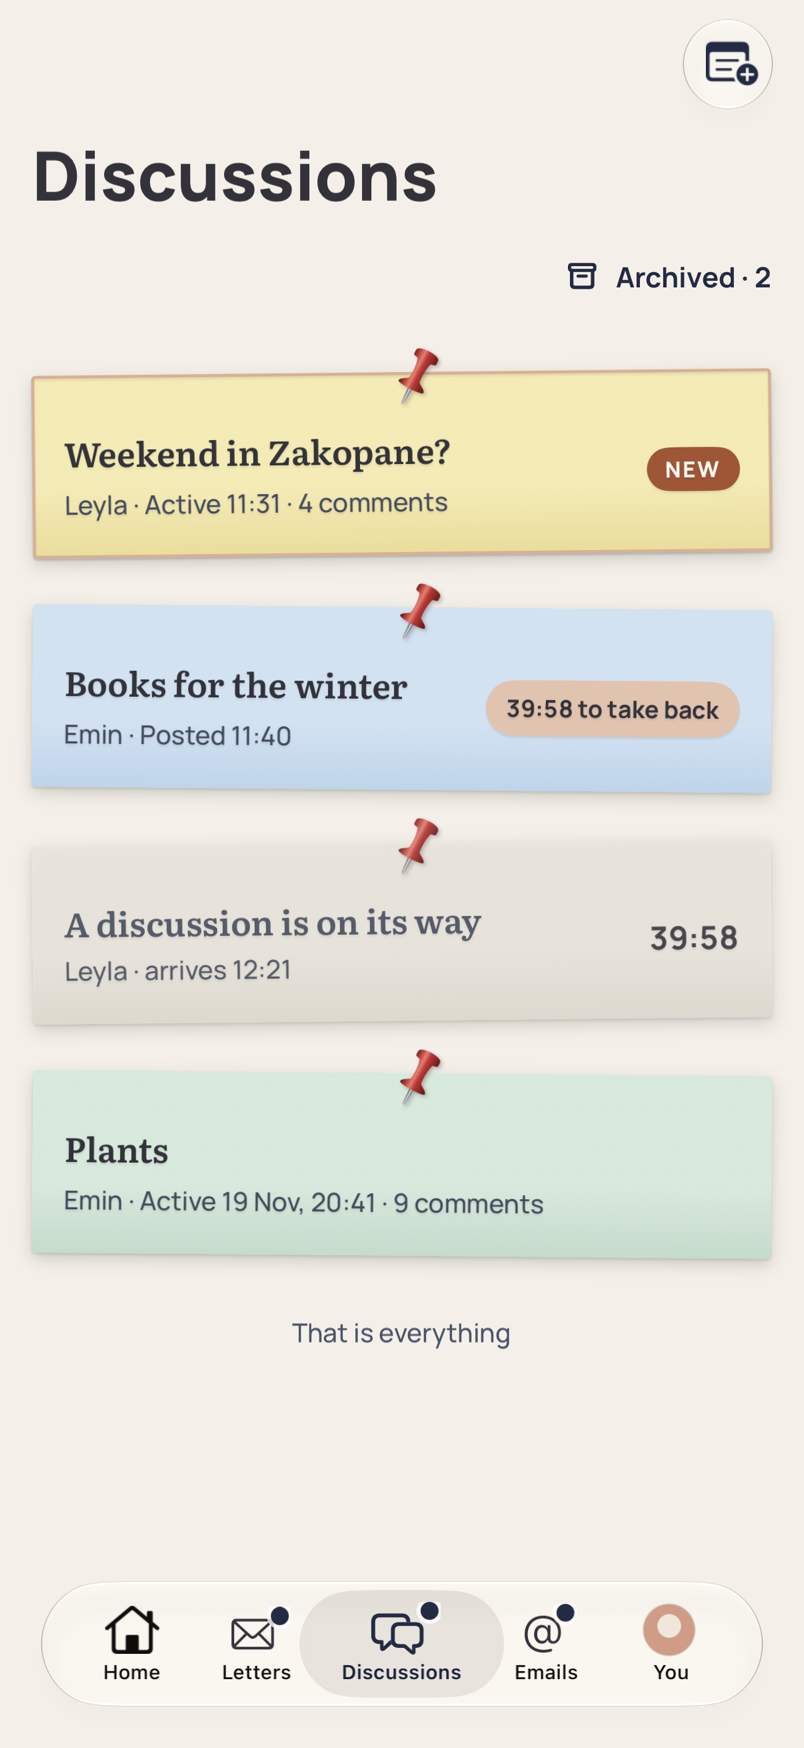 Discussions
Archived · 2
Weekend in Zakopane?
Leyla · Active 11:31 · 4 comments
NEW
Books for the winter
Emin · Posted 11:40
39:58 to take back
A discussion is on its way
Leyla · arrives 12:21
39:58
Plants
Emin · Active 19 Nov, 20:41 · 9 comments
That is everything
Home
Letters
Discussions
@
Emails
You